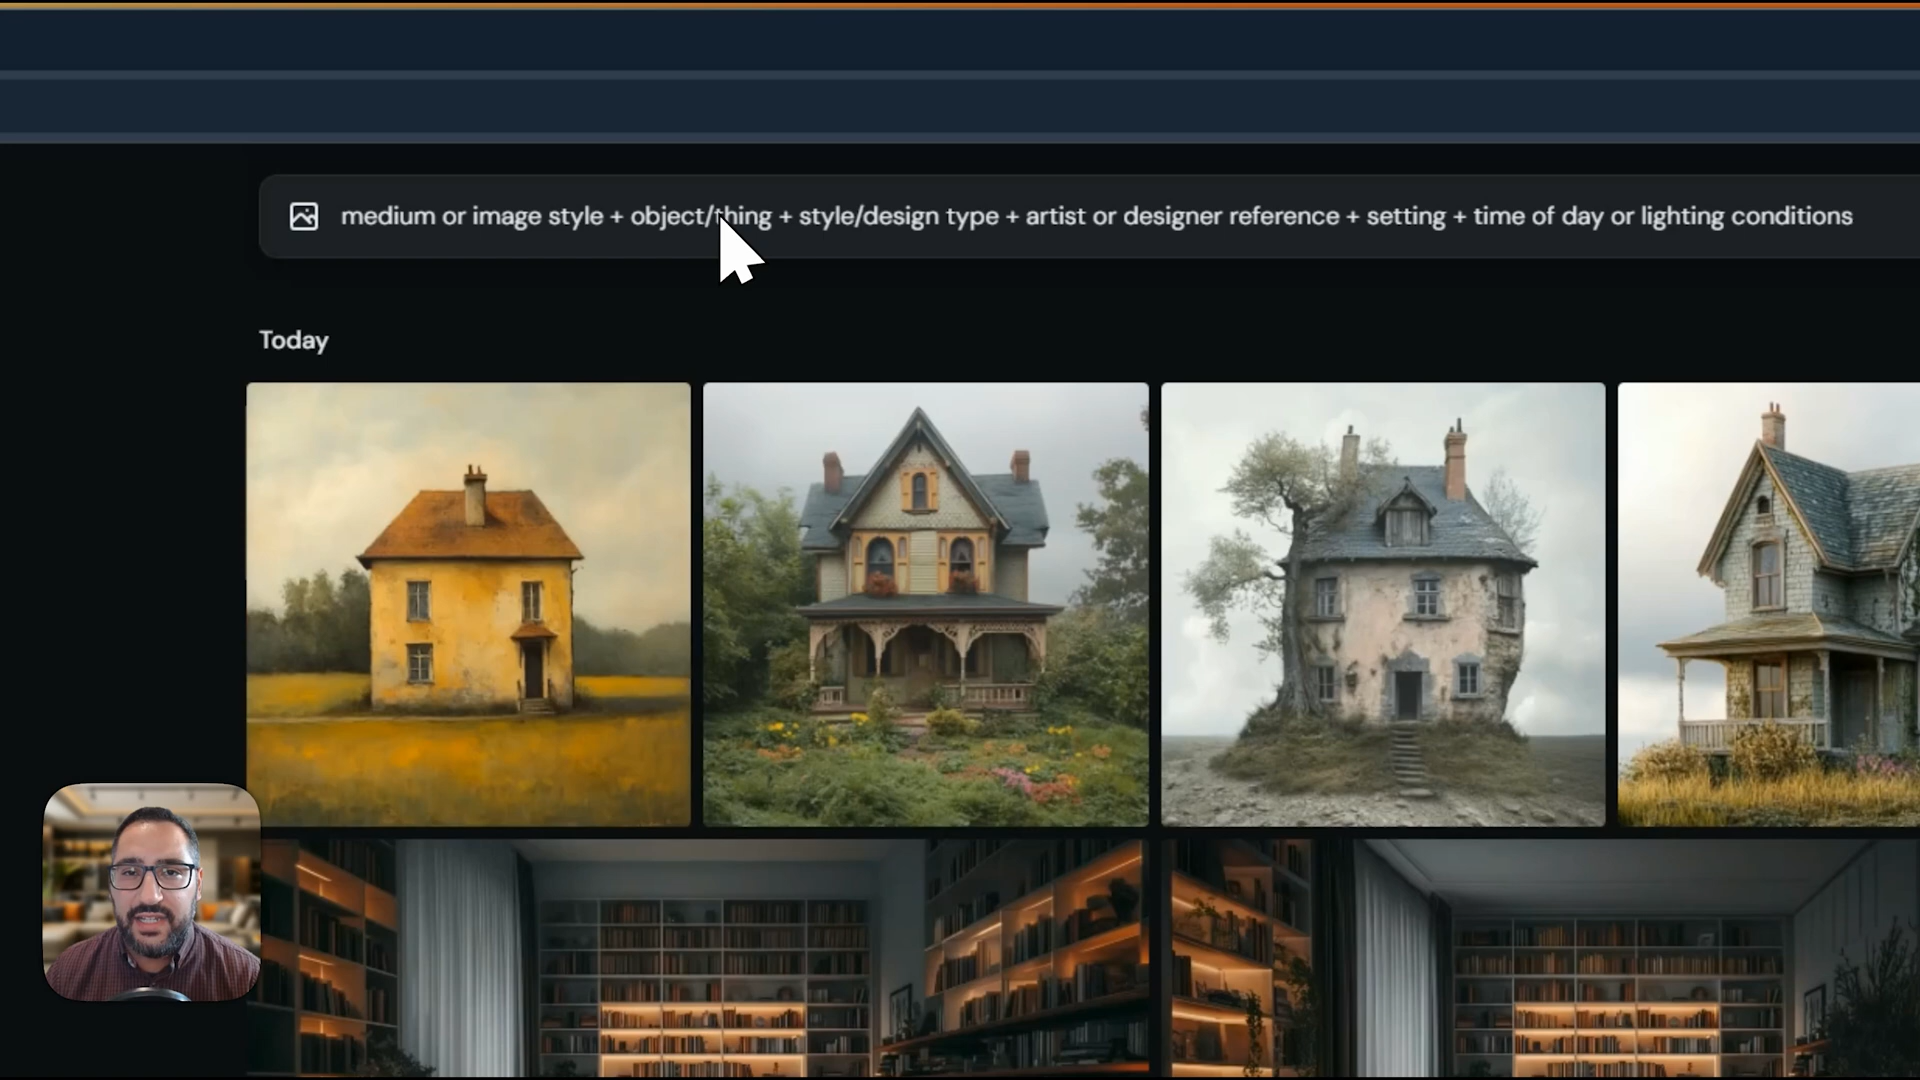 medium or image style + object/thing + style/design type + artist or designer reference + setting + time of day or lighting conditions
Today